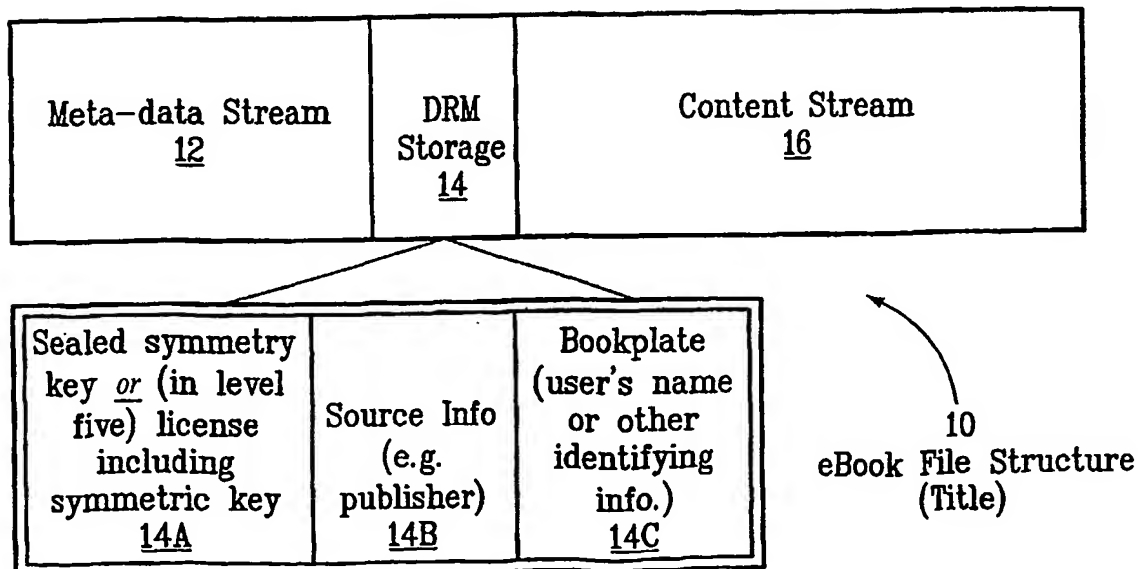 Meta-data Stream
12
DRM
Storage
14
Content Stream
16
Sealed symmetry
key or (in level
five) license
including
symmetric key
14A
Source Info
(e.g.
publisher)
14B
Bookplate
(user's name
or other
identifying
info.)
14C
10
eBook File Structure
(Title)